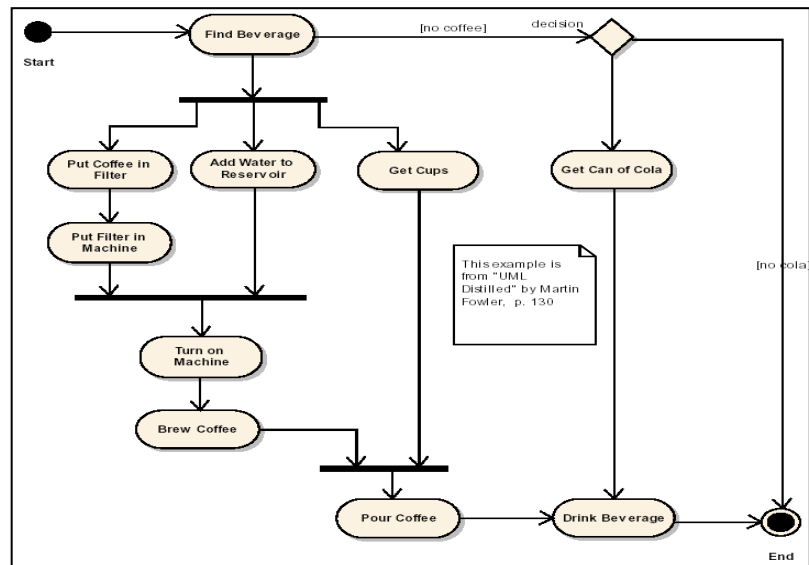 Find Beverage
[no coffee]
decision
Start
Put Coffee in
Filter
Add Water to
Reservoir
Get Cups
Get Can of Cola
Put Filter in
Machine
This example is
from "UML
Distilled" by Martin
Fowler, p. 130
[no cola]
Turn on
Machine
Brew Coffee
Pour Coffee
Drink Beverage
End